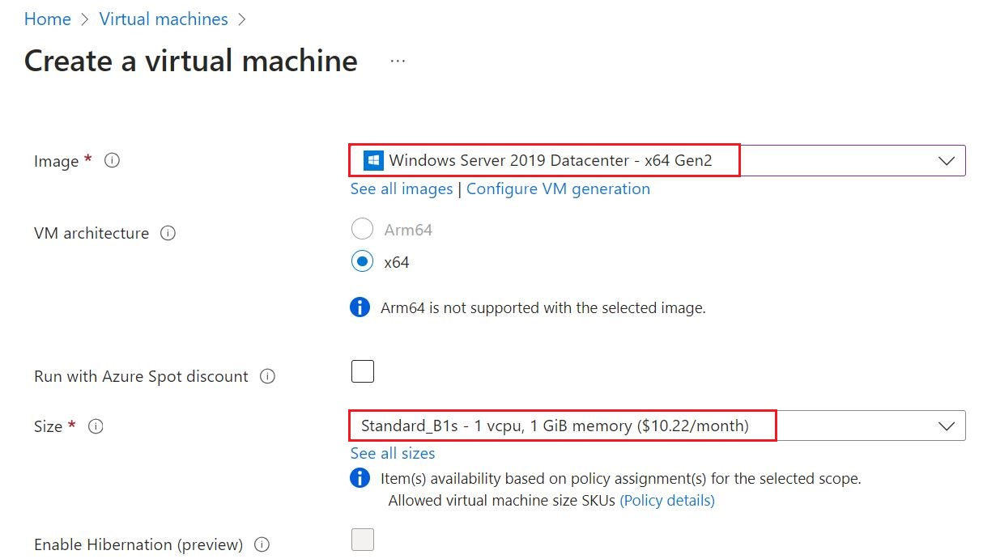 Home > Virtual machines >
Create a virtual machine ...
Image *
Windows Server 2019 Datacenter - x64 Gen2
See all images | Configure VM generation
VM architecture
Arm64
x64
Arm64 is not supported with the selected image.
Run with Azure Spot discount
Size *
Standard_B1s - 1 vcpu, 1 GiB memory ($10.22/month)
See all sizes
Item(s) availability based on policy assignment(s) for the selected scope.
Allowed virtual machine size SKUs (Policy details)
Enable Hibernation (preview)